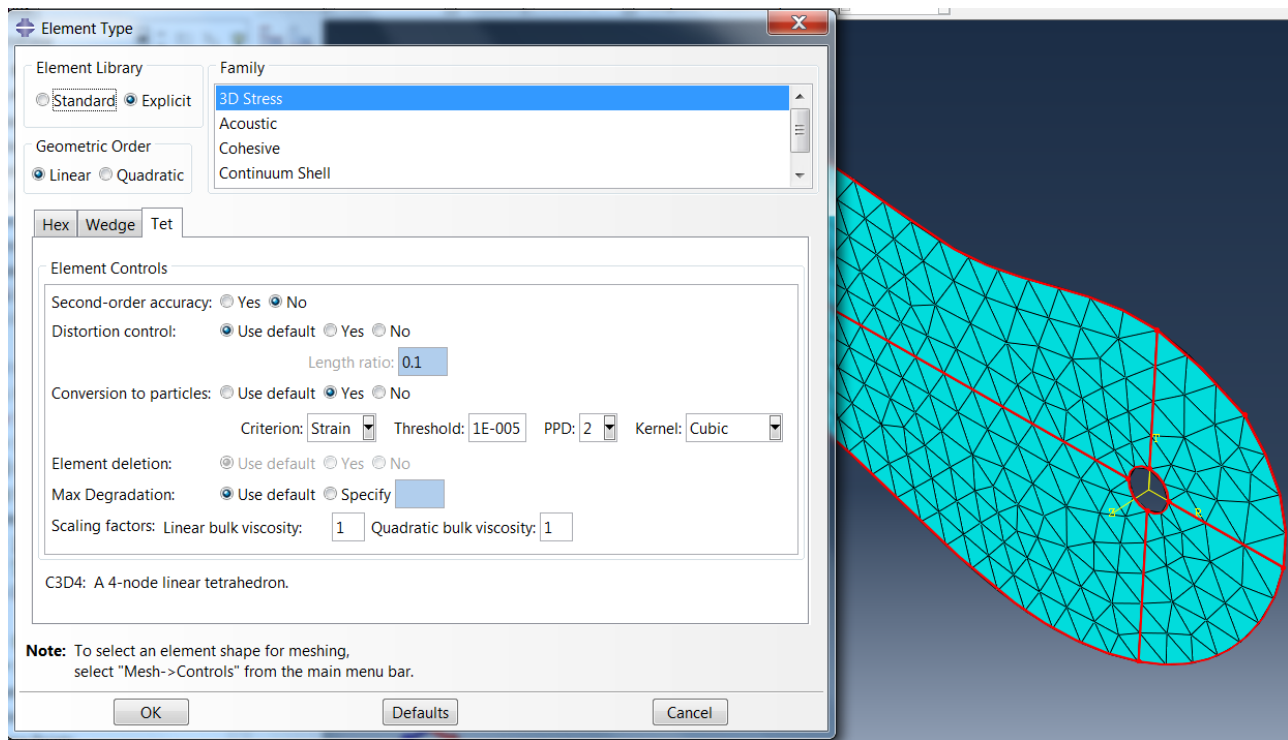 Element Type
Element Library
Family
Standard Explicit
3D Stress
Acoustic
Cohesive
Continuum Shell
Geometric Order
Linear Quadratic
Hex Wedge Tet
Element Controls
Second-order accuracy: Yes No
Distortion control: Use default Yes No
Length ratio: 0.1
Conversion to particles: Use default Yes No
Criterion: Strain Threshold: 1E-005 PPD: 2 Kernel: Cubic
Element deletion: Use default Yes No
Max Degradation: Use default Specify
Scaling factors: Linear bulk viscosity: 1 Quadratic bulk viscosity: 1
C3D4: A 4-node linear tetrahedron.
Note: To select an element shape for meshing,
select "Mesh->Controls" from the main menu bar.
OK Defaults Cancel
T
Z
R